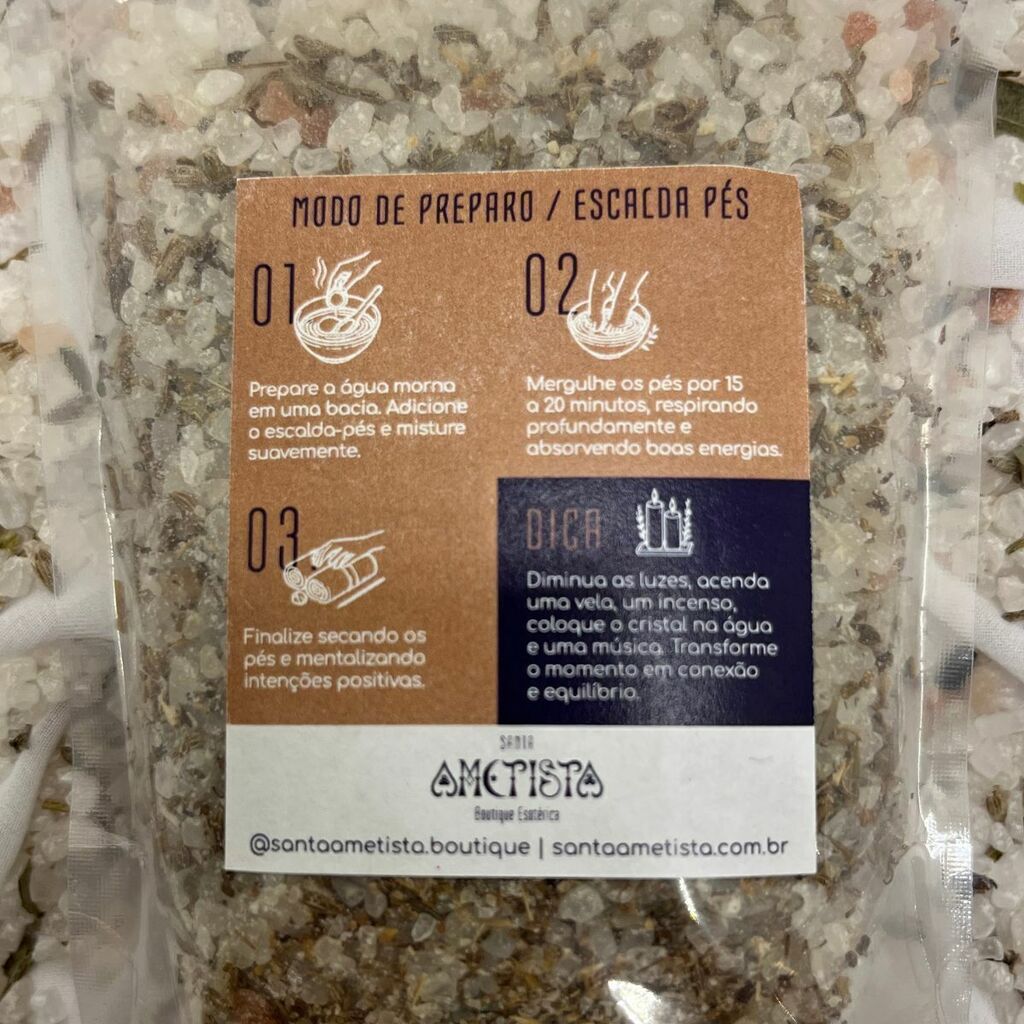 MODO DE PREPARO / ESCALDA PÉS
01
Prepare a água morna
em uma bacia. Adicione
o escalda-pés e misture
suavemente.
02
Mergulhe os pés por 15
a 20 minutos, respirando
profundamente e
absorvendo boas energias.
03
Finalize secando os
pés e mentalizando
intenções positivas.
DICA
Diminua as luzes, acenda
uma vela, um incenso,
coloque o cristal na água
e uma música. Transforme
o momento em conexão
e equilíbrio.
SANTA
AMETISTA
Boutique Esotérica
@santaametista.boutique | santaametista.com.br